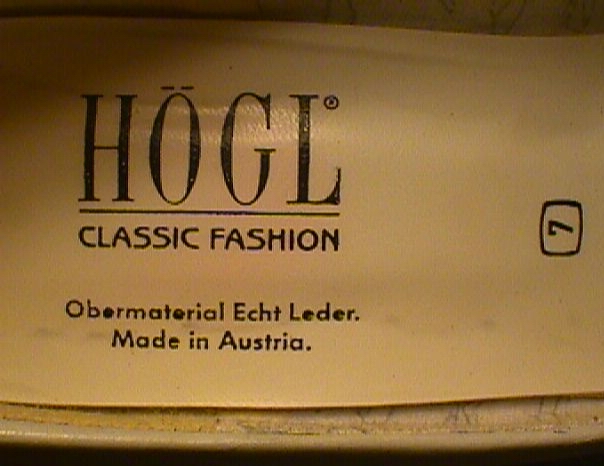 HÖGL®
CLASSIC FASHION
7
Obermaterial Echt Leder.
Made in Austria.